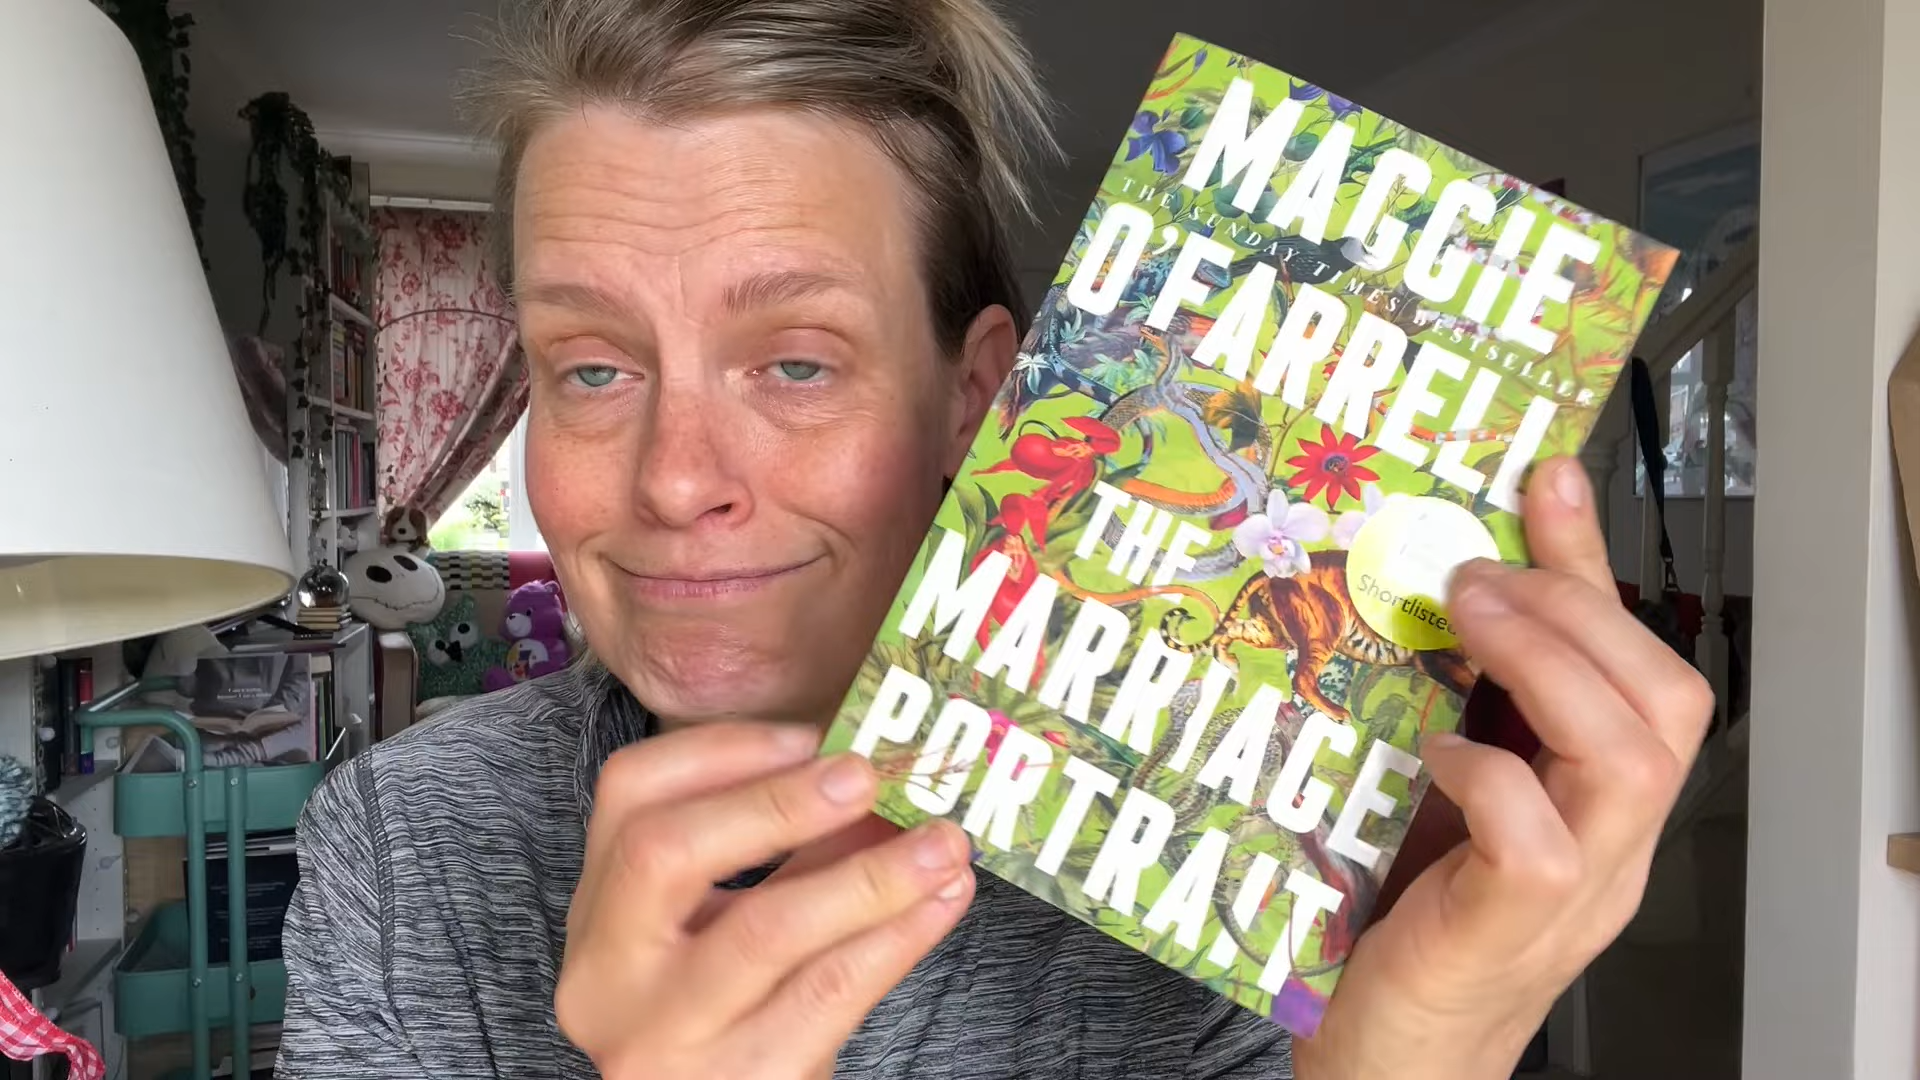 MAGGIE
THE SUNDAY TIMES BESTSELLER
O'FARRELL
THE
MARRIAGE
PORTRAIT
Shortlisted